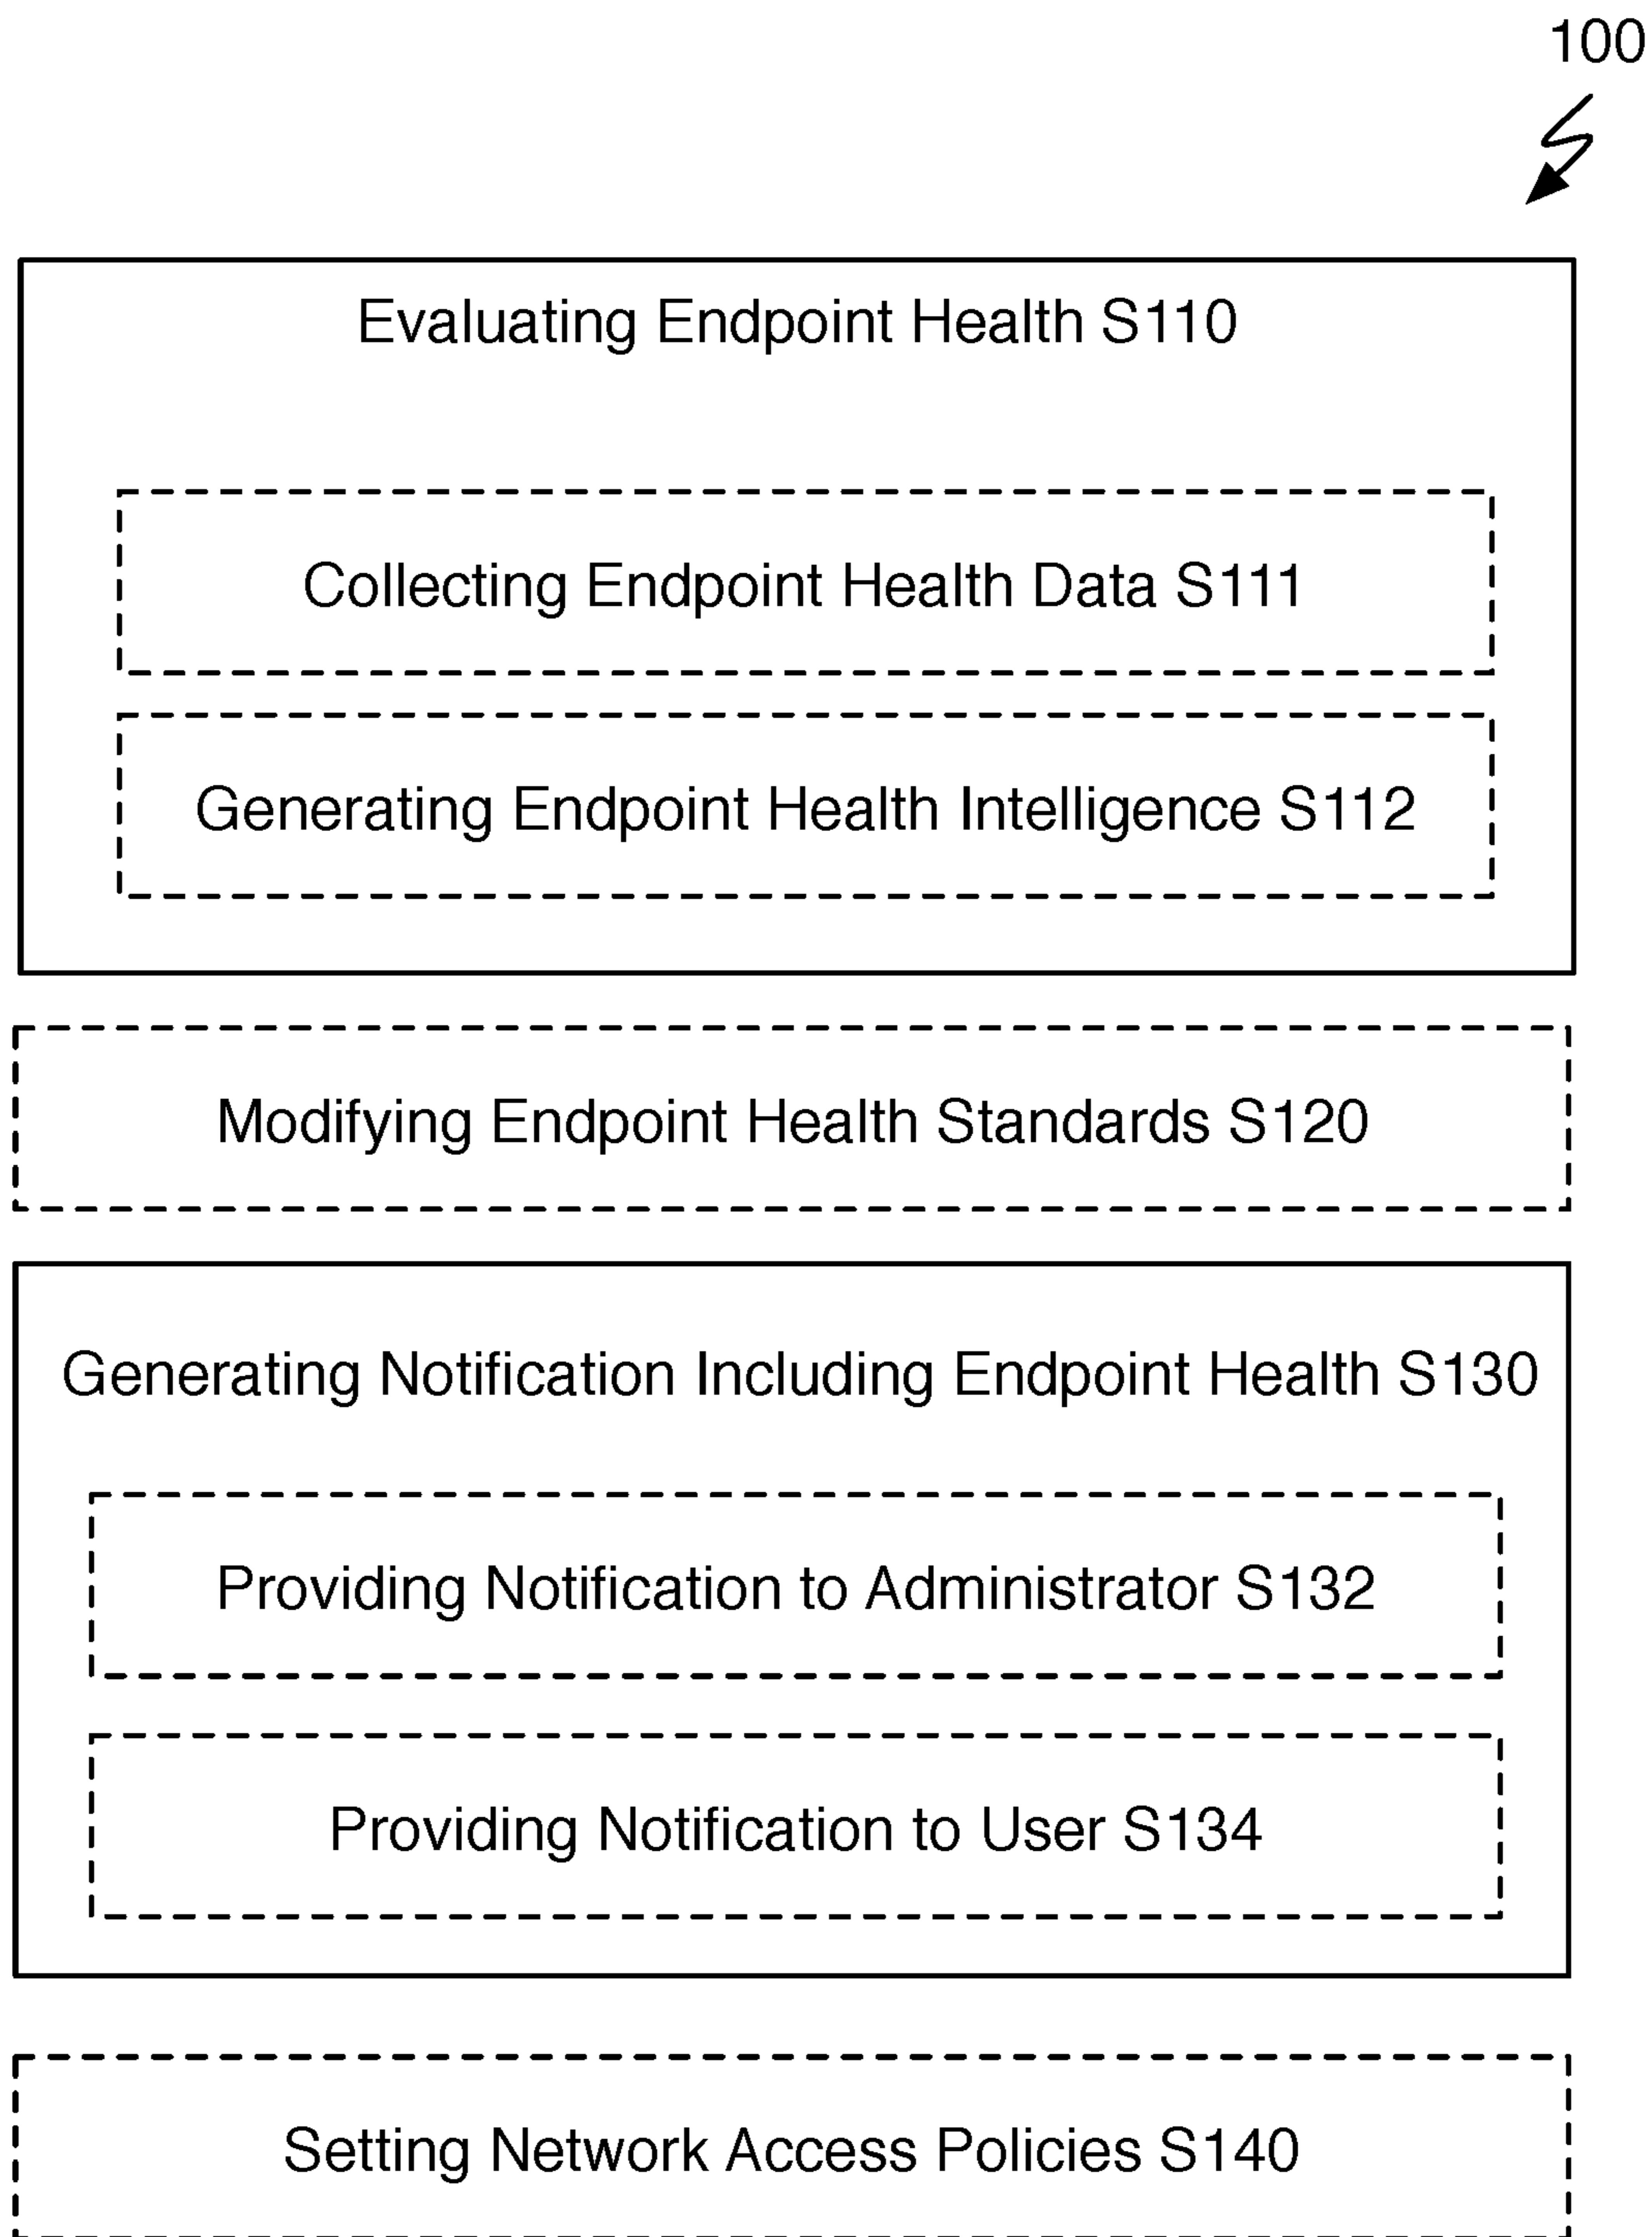 100
Evaluating Endpoint Health S110
Collecting Endpoint Health Data S111
Generating Endpoint Health Intelligence S112
Modifying Endpoint Health Standards S120
Generating Notification Including Endpoint Health S130
Providing Notification to Administrator S132
Providing Notification to User S134
Setting Network Access Policies S140